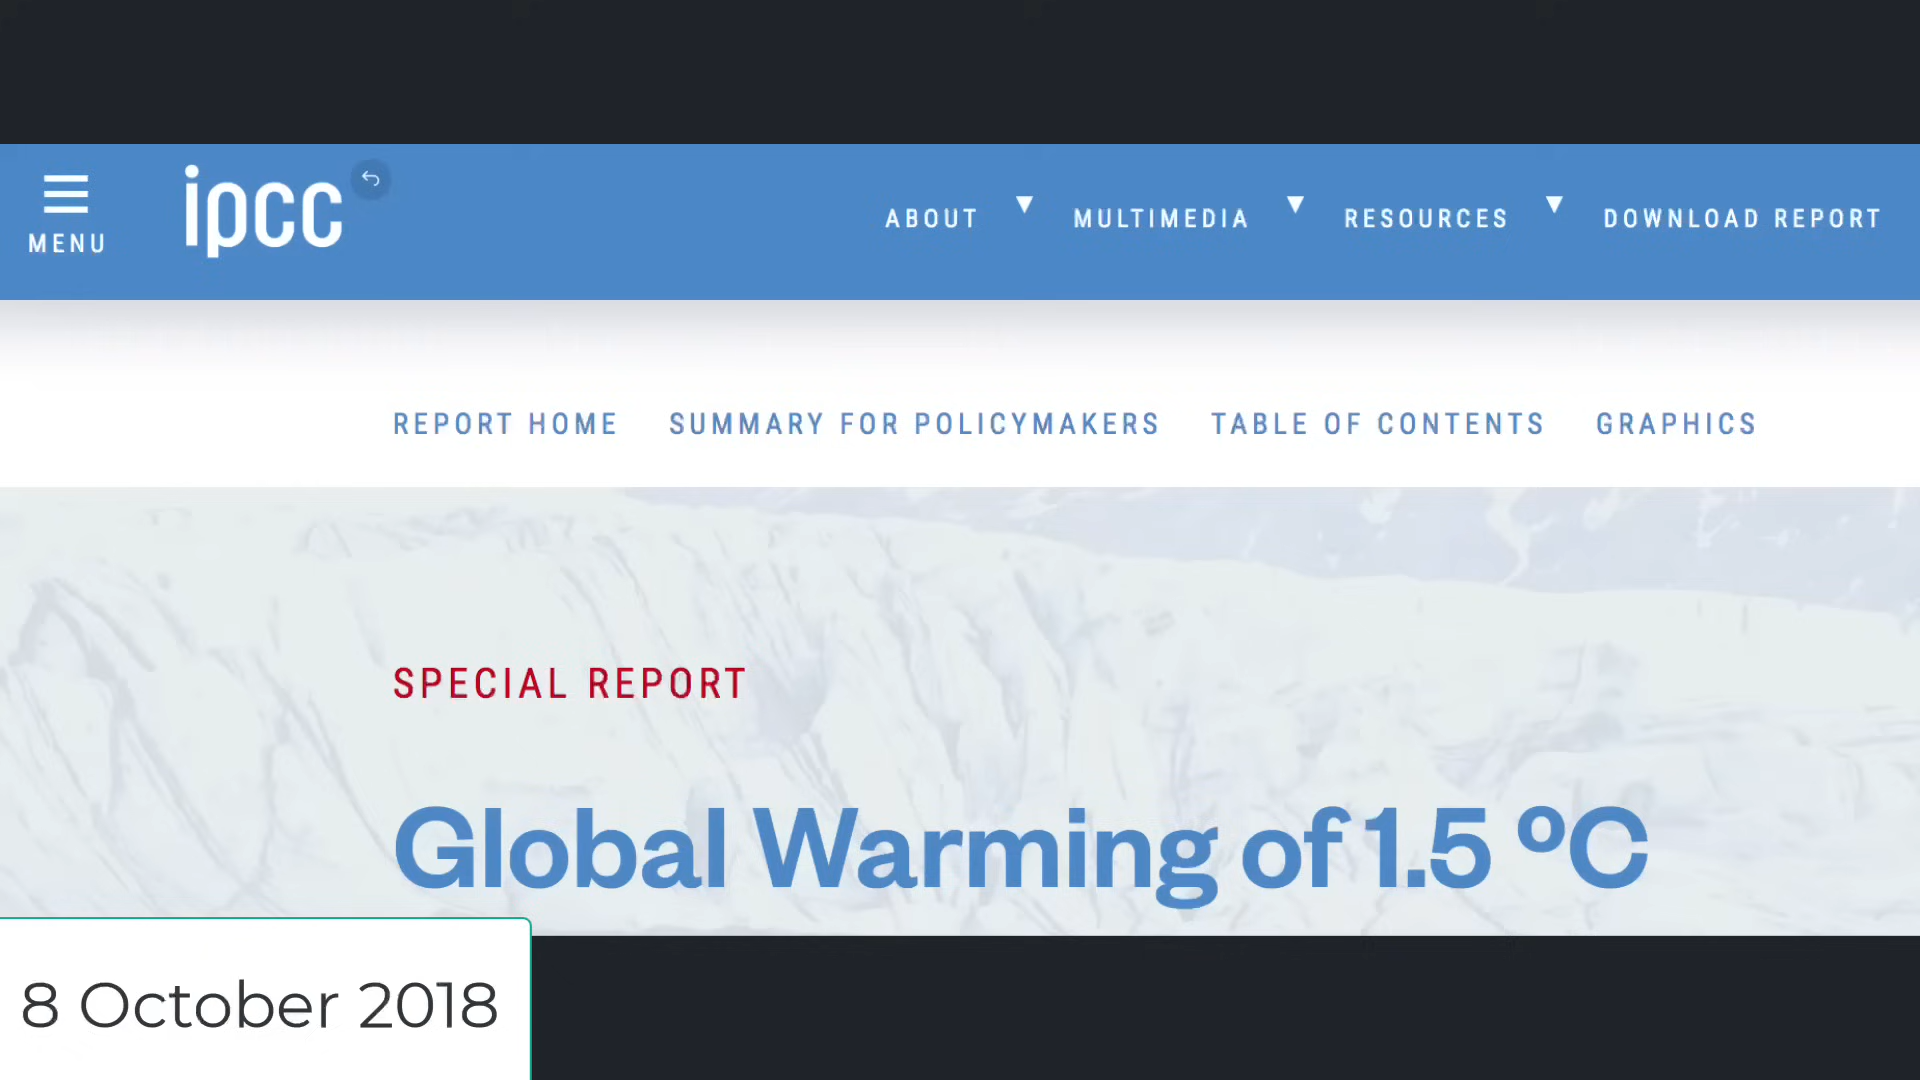 MENU
ipcc
ABOUT
MULTIMEDIA
RESOURCES
DOWNLOAD REPORT
REPORT HOME
SUMMARY FOR POLICYMAKERS
TABLE OF CONTENTS
GRAPHICS
SPECIAL REPORT
Global Warming of 1.5 ºC
8 October 2018